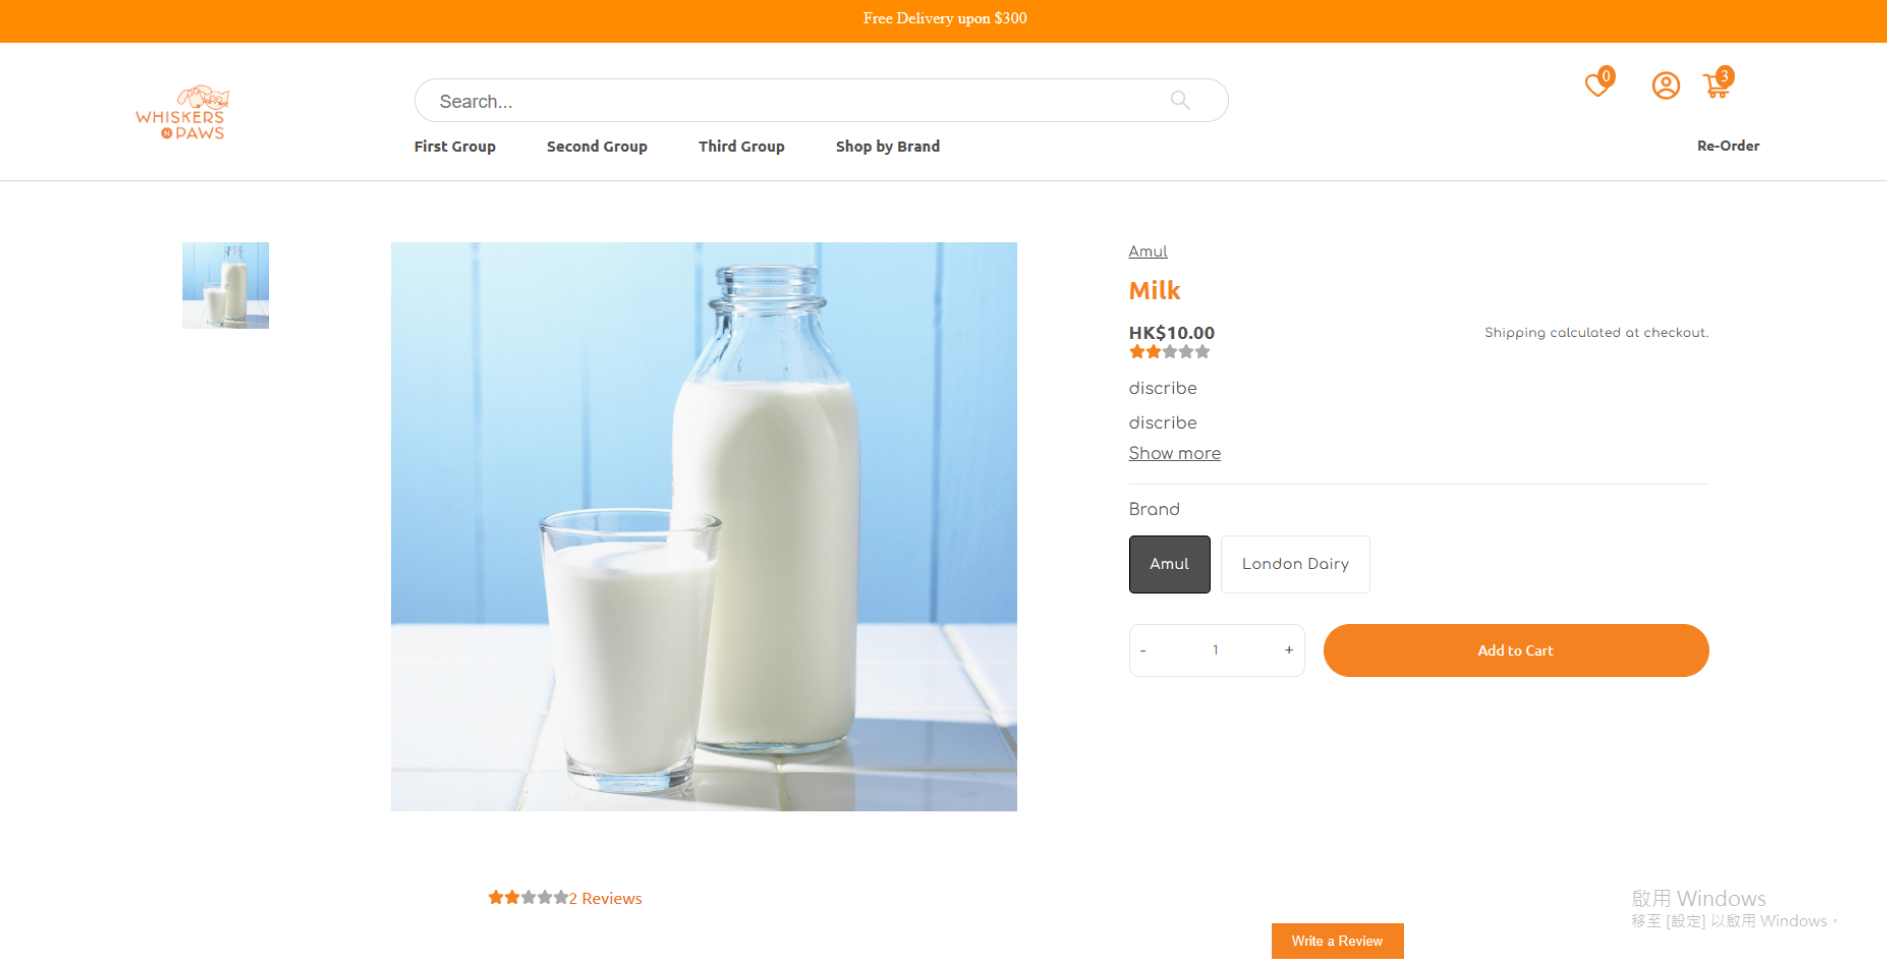 Free Delivery upon $300
WHISKERS
N PAWS
Search...
0
3
First Group
Second Group
Third Group
Shop by Brand
Re-Order
Amul
Milk
HK$10.00
Shipping calculated at checkout.
discribe
discribe
Show more
Brand
Amul
London Dairy
- 1 +
Add to Cart
2 Reviews
Write a Review
啟用 Windows
移至 [設定] 以啟用 Windows。